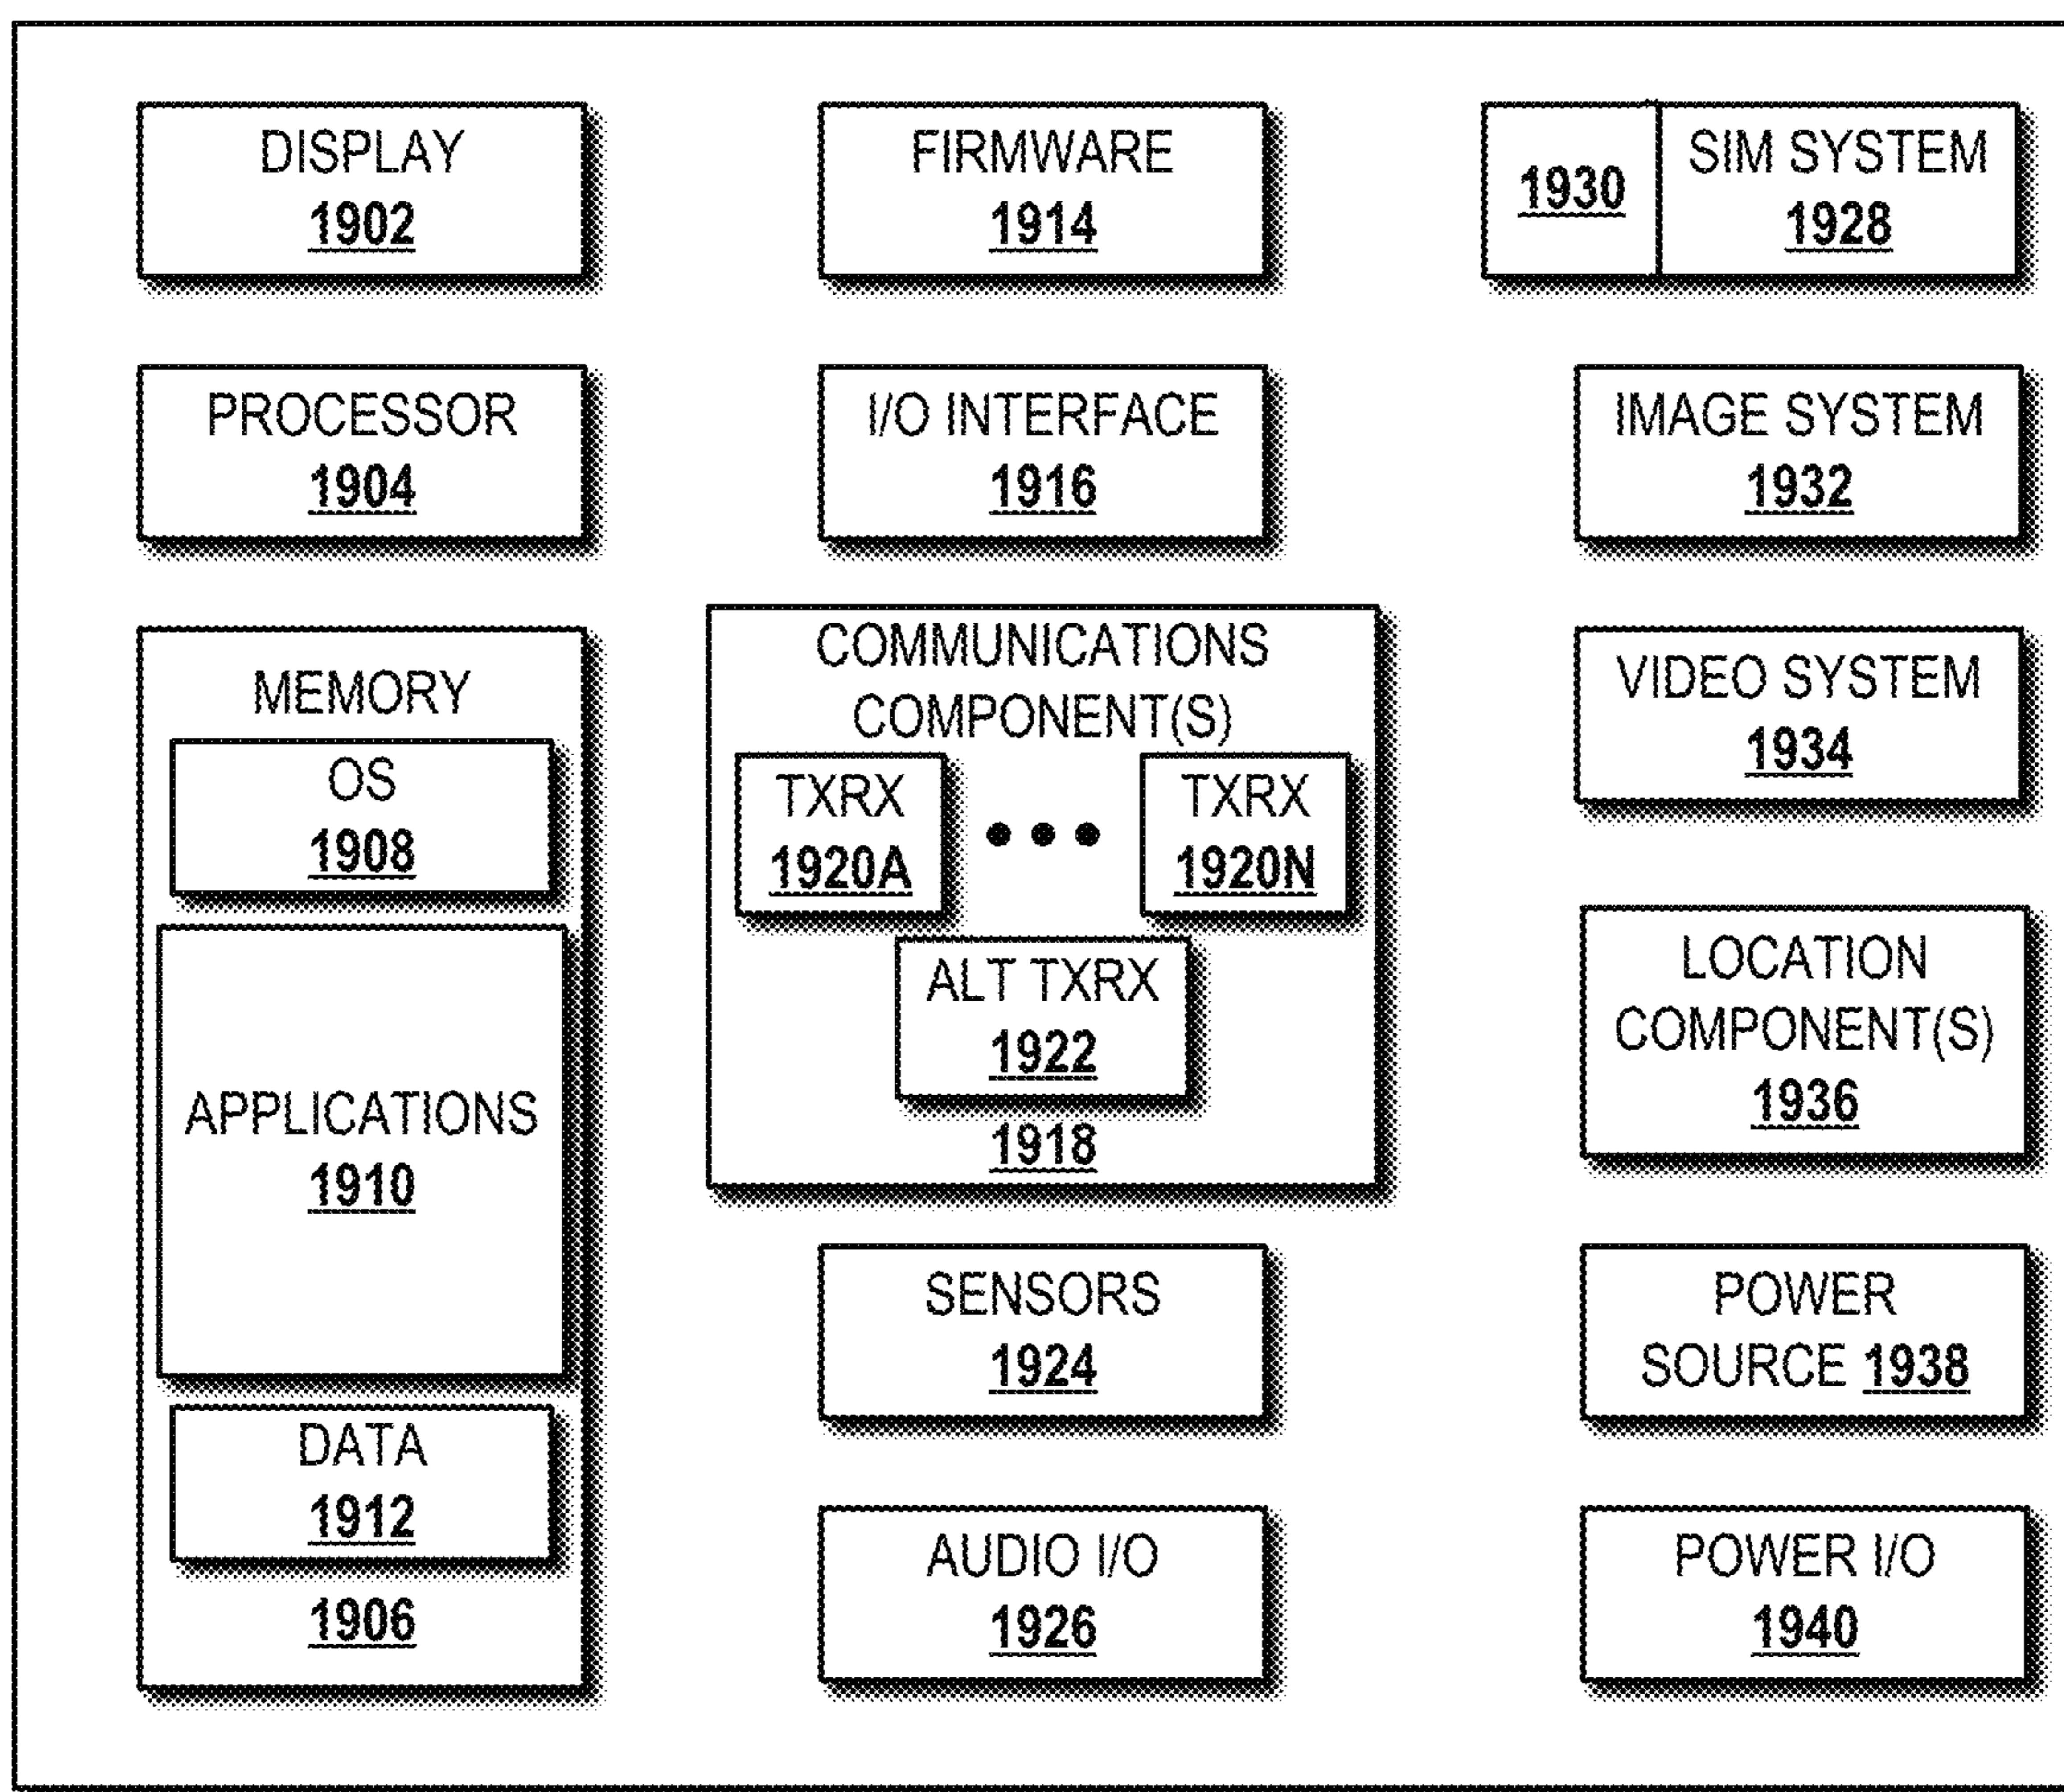 DISPLAY
1902
PROCESSOR
1904
MEMORY
OS
1908
APPLICATIONS
1910
DATA
1912
1906
FIRMWARE
1914
I/O INTERFACE
1916
COMMUNICATIONS
COMPONENT(S)
TXRX
1920A
TXRX
1920N
ALT TXRX
1922
1918
SENSORS
1924
AUDIO I/O
1926
1930
SIM SYSTEM
1928
IMAGE SYSTEM
1932
VIDEO SYSTEM
1934
LOCATION
COMPONENT(S)
1936
POWER
SOURCE 1938
POWER I/O
1940